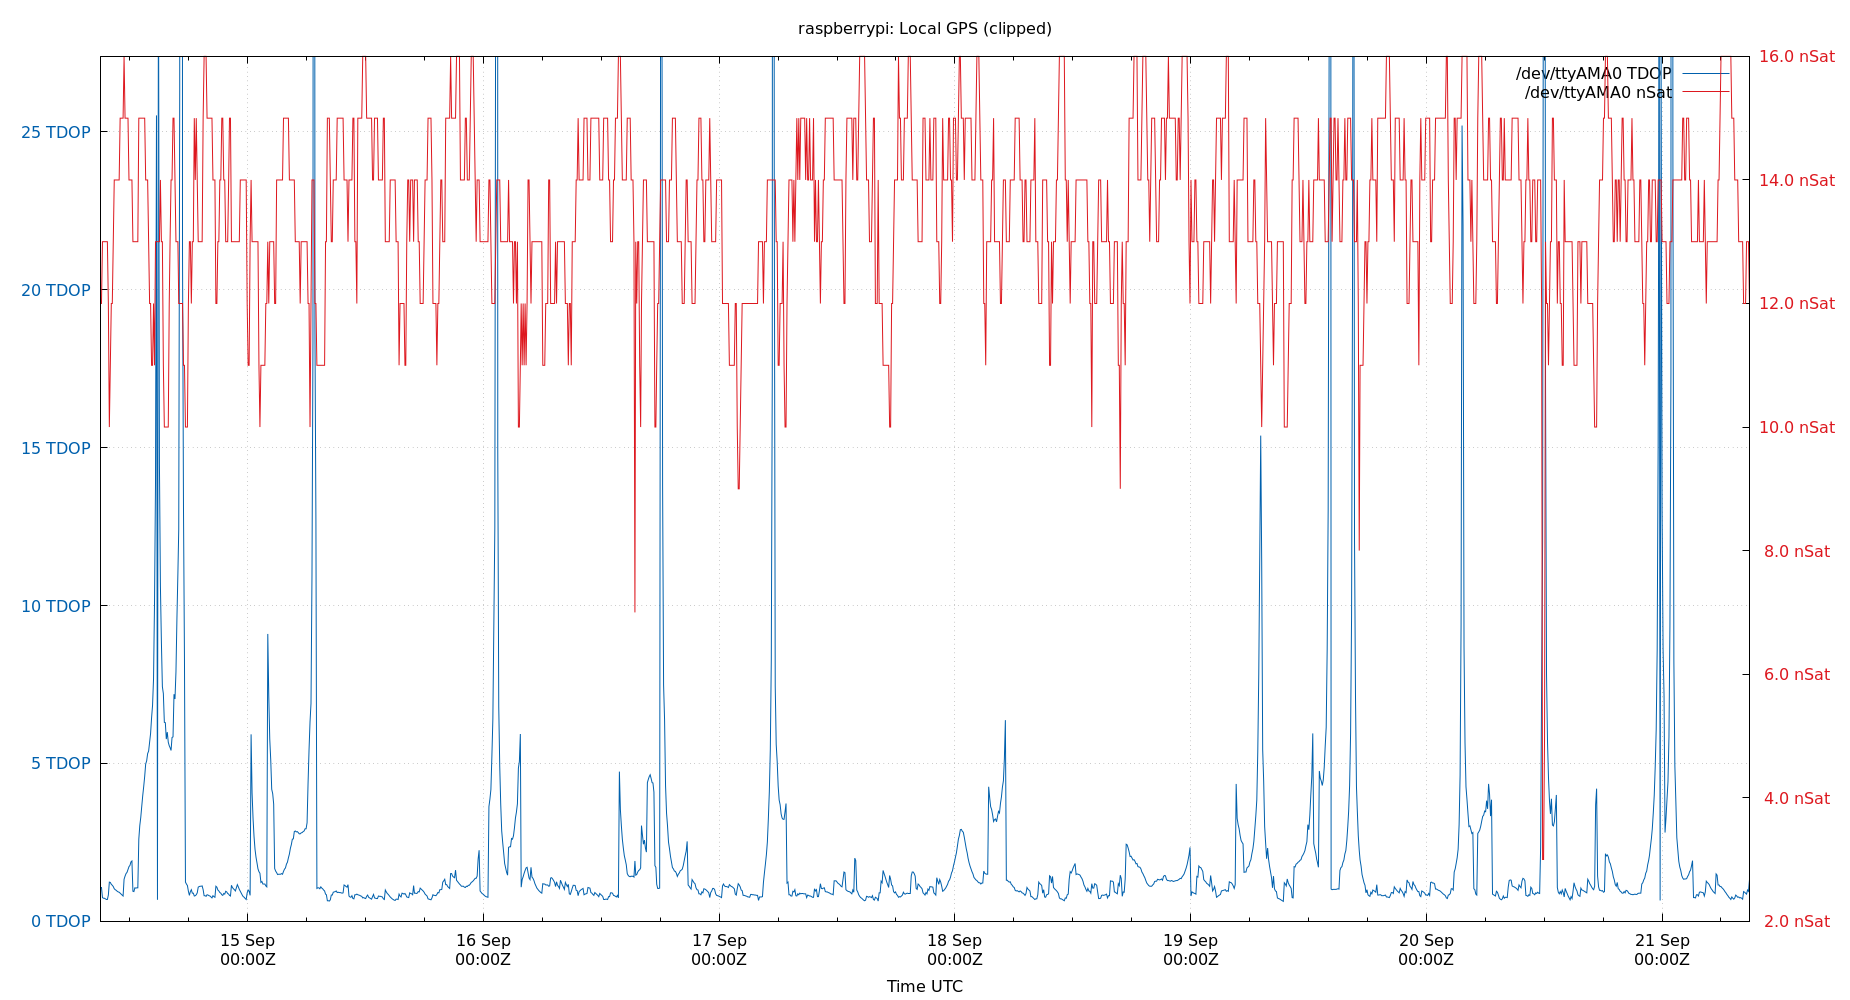 raspberrypi: Local GPS (clipped)
/dev/ttyAMA0 TDOP
/dev/ttyAMA0 nSat
25 TDOP
20 TDOP
15 TDOP
10 TDOP
5 TDOP
0 TDOP
16.0 nSat
14.0 nSat
12.0 nSat
10.0 nSat
8.0 nSat
6.0 nSat
4.0 nSat
2.0 nSat
15 Sep
00:00Z
16 Sep
00:00Z
17 Sep
00:00Z
18 Sep
00:00Z
19 Sep
00:00Z
20 Sep
00:00Z
21 Sep
00:00Z
Time UTC